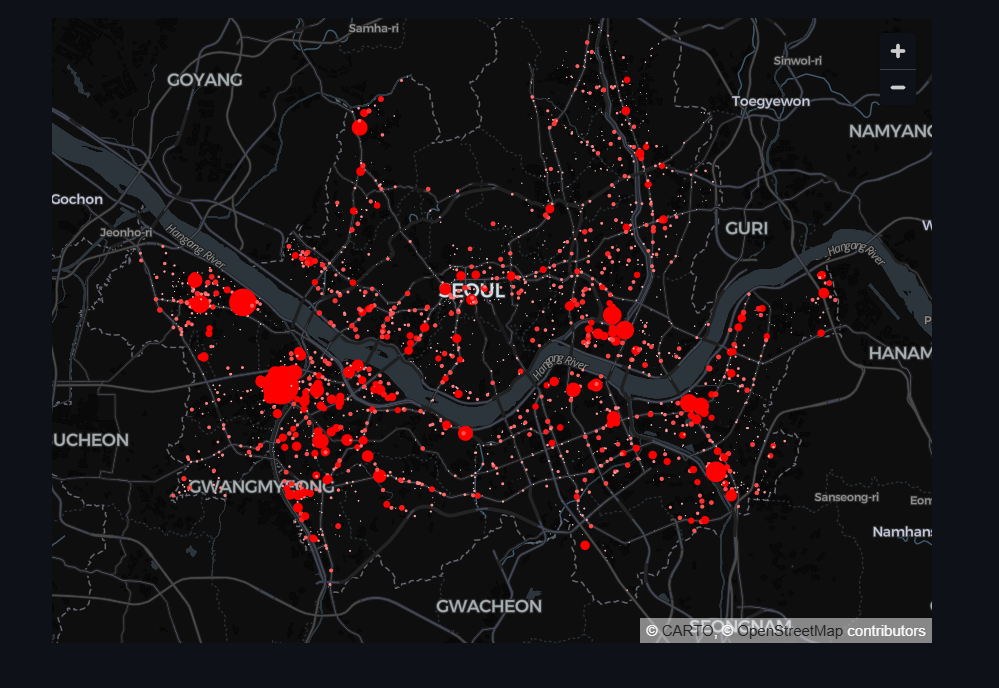 Samha-ri
+
−
GOYANG
Sinwol-ri
Toegyewon
NAMYANG
Gochon
Jeonho-ri
Hangang River
GURI
W
Hangang River
SEOUL
P
Hangang River
HANAM
UCHEON
GWANGMYEONG
Sanseong-ri
Eom
Namhans
GWACHEON
SEONGNAM
© CARTO, © OpenStreetMap contributors